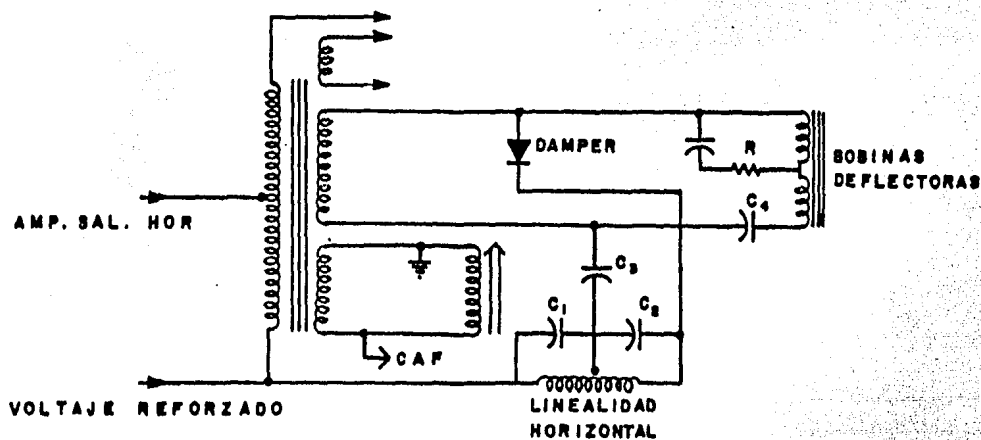 DAMPER
R
BOBINAS
DEFLECTORAS
C4
AMP. SAL. HOR
C3
C1
C2
CAF
VOLTAJE REFORZADO
LINEALIDAD
HORIZONTAL